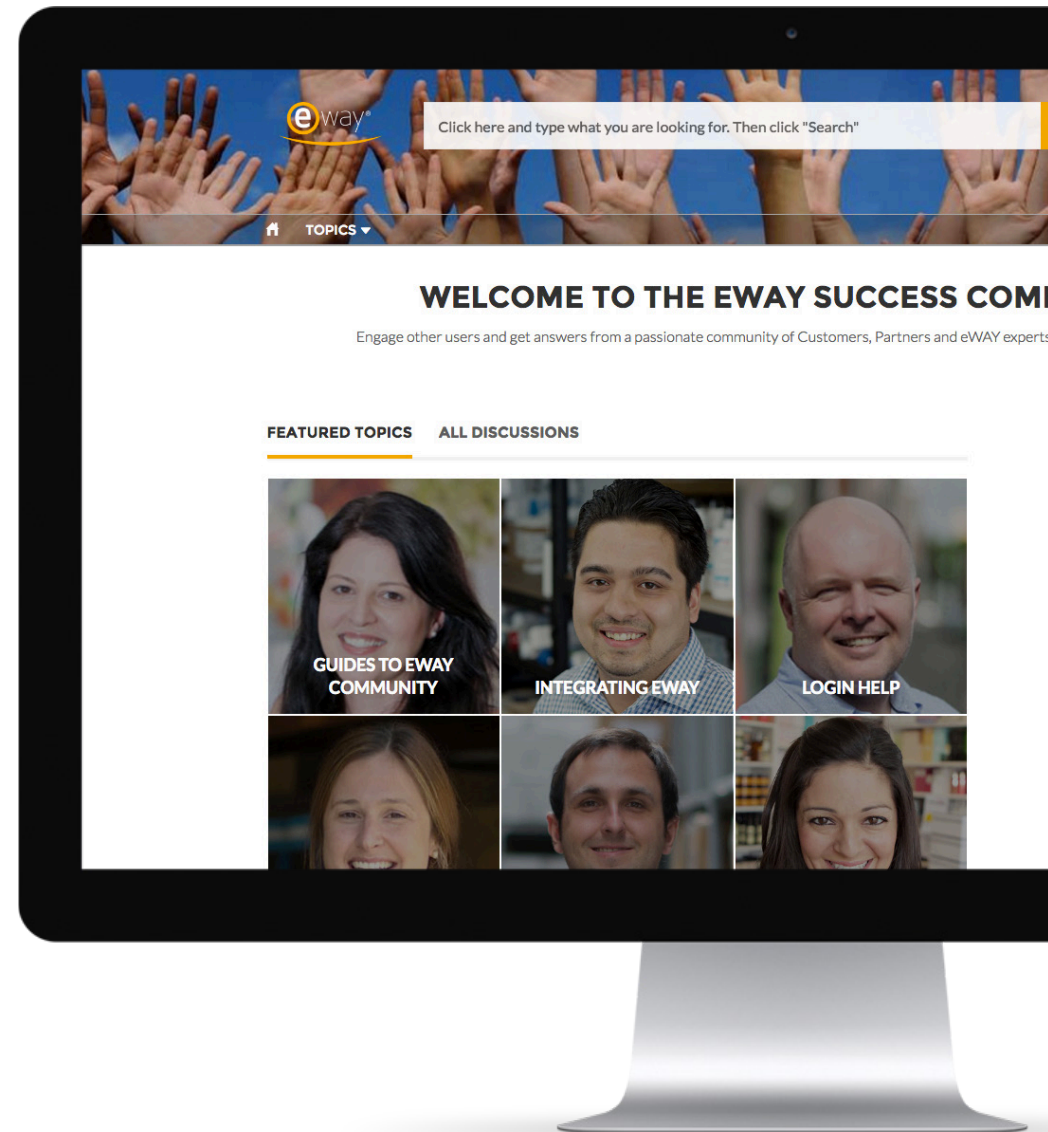 eway®
Click here and type what you are looking for. Then click "Search"
TOPICS
WELCOME TO THE EWAY SUCCESS COM
Engage other users and get answers from a passionate community of Customers, Partners and eWAY experts
FEATURED TOPICS ALL DISCUSSIONS
GUIDES TO EWAY
COMMUNITY
INTEGRATING EWAY
LOGIN HELP